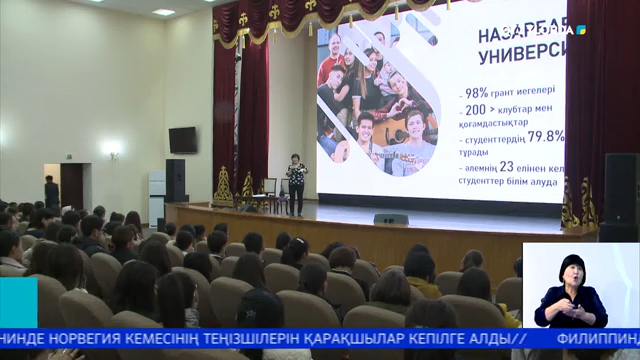 НАЗАРБАЕВ
УНИВЕРСИ
- 98% грант иегелері
- 200 > клубтар мен
қоғамдастықтар
- студенттердің 79.8%
тұрады
- әлемнің 23 елінен кел
студенттер білім алуда
НИНДЕ НОРВЕГИЯ КЕМЕСІНІҢ ТЕҢІЗШІЛЕРІН ҚАРАҚШЫЛАР КЕПІЛГЕ АЛДЫ// ФИЛИППИН